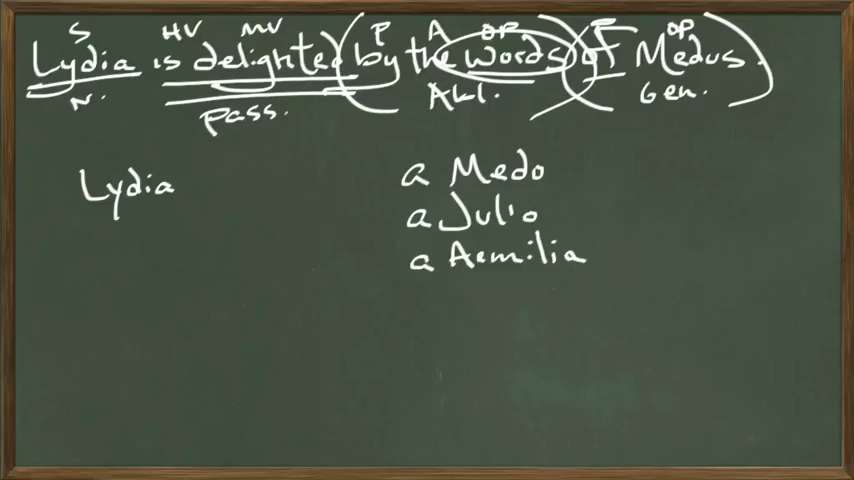 S HV MV P A OP P OP
Lydia is delighted by the words of Medus.
N. pass. Abl. Gen.
Lydia a Medo
a Julio
a Aemilia